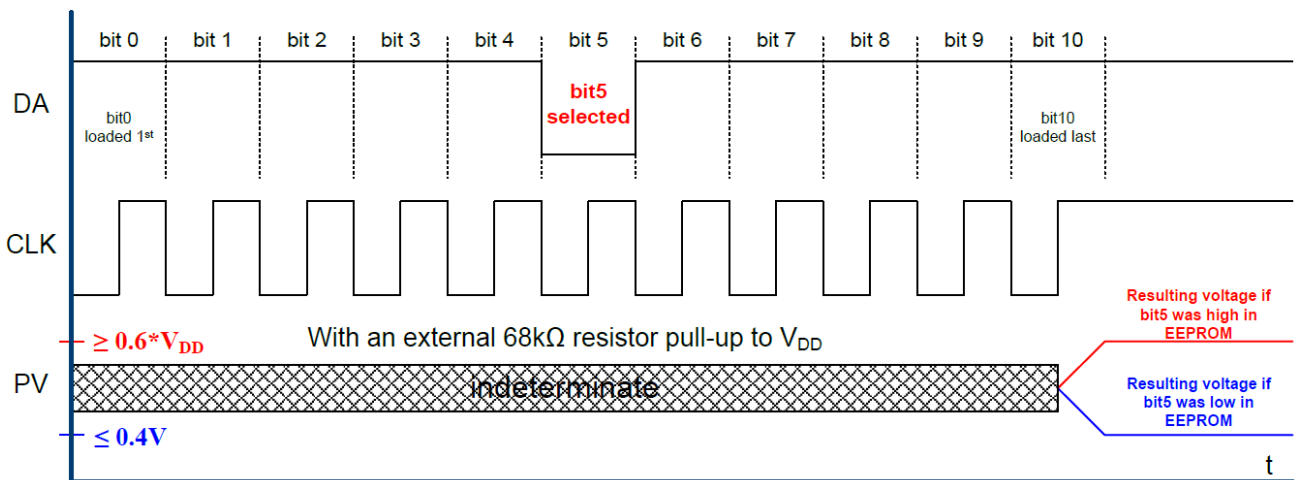 bit 0 bit 1 bit 2 bit 3 bit 4 bit 5 bit 6 bit 7 bit 8 bit 9 bit 10
DA
bit0
loaded 1st
bit5
selected
bit10
loaded last
CLK
Resulting voltage if
bit5 was high in
EEPROM
≥ 0.6*VDD
With an external 68kΩ resistor pull-up to VDD
PV
indeterminate
Resulting voltage if
bit5 was low in
EEPROM
≤ 0.4V
t